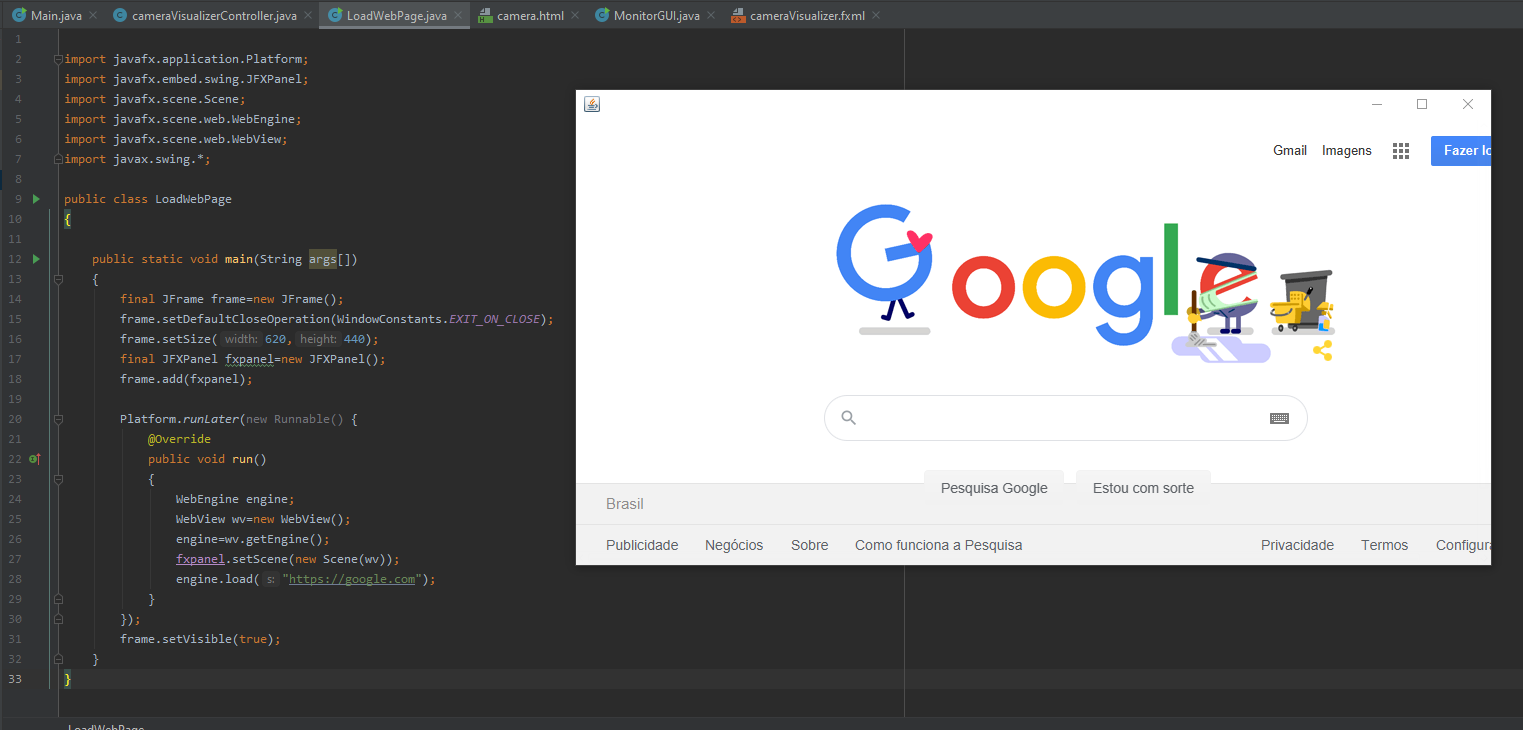 Main.java cameraVisualizerController.java LoadWebPage.java camera.html MonitorGUI.java cameraVisualizer.fxml
1
2 import javafx.application.Platform;
3 import javafx.embed.swing.JFXPanel;
4 import javafx.scene.Scene;
5 import javafx.scene.web.WebEngine;
6 import javafx.scene.web.WebView;
7 import javax.swing.*;
8
9 public class LoadWebPage
10 {
11
12 public static void main(String args[])
13 {
14 final JFrame frame=new JFrame();
15 frame.setDefaultCloseOperation(WindowConstants.EXIT_ON_CLOSE);
16 frame.setSize( width: 620, height: 440);
17 final JFXPanel fxpanel=new JFXPanel();
18 frame.add(fxpanel);
19
20 Platform.runLater(new Runnable() {
21 @Override
22 public void run()
23 {
24 WebEngine engine;
25 WebView wv=new WebView();
26 engine=wv.getEngine();
27 fxpanel.setScene(new Scene(wv));
28 engine.load( s: "https://google.com");
29 }
30 });
31 frame.setVisible(true);
32 }
33 }
LoadWebPage
Gmail Imagens Fazer lo
Google
Pesquisa Google Estou com sorte
Brasil
Publicidade Negócios Sobre Como funciona a Pesquisa Privacidade Termos Configura